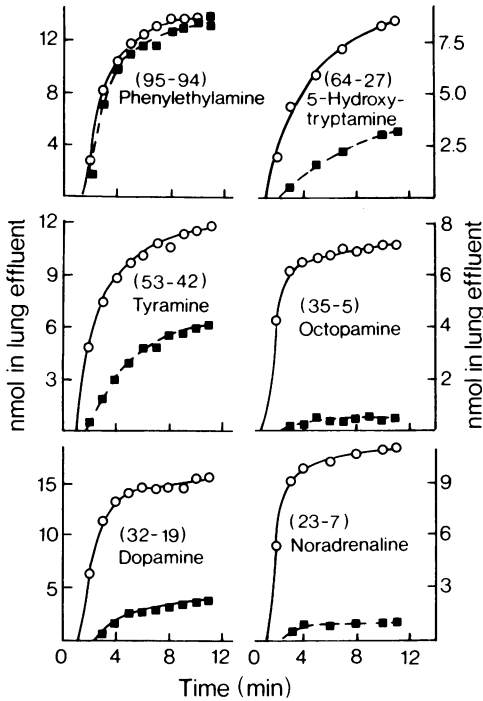 12
8
4
(95-94)
Phenylethylamine
7.5
5.0
2.5
(64-27)
5-Hydroxy-
tryptamine
12
9
6
3
(53-42)
Tyramine
8
6
4
2
(35-5)
Octopamine
nmol in lung effluent
nmol in lung effluent
15
10
5
(32-19)
Dopamine
9
6
3
(23-7)
Noradrenaline
0 4 8 12
0 4 8 12
Time (min)